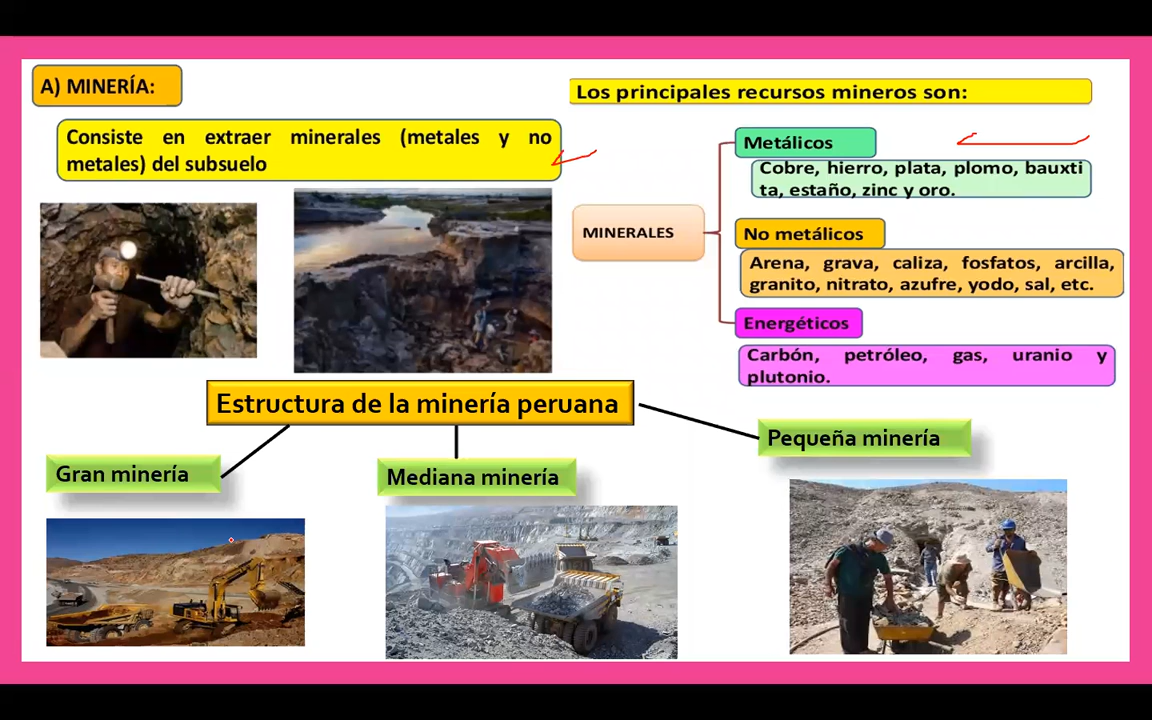 A) MINERÍA:
Consiste en extraer minerales (metales y no
metales) del subsuelo
Los principales recursos mineros son:
MINERALES
Metálicos
Cobre, hierro, plata, plomo, bauxti
ta, estaño, zinc y oro.
No metálicos
Arena, grava, caliza, fosfatos, arcilla,
granito, nitrato, azufre, yodo, sal, etc.
Energéticos
Carbón, petróleo, gas, uranio y
plutonio.
Estructura de la minería peruana
Gran minería
Mediana minería
Pequeña minería